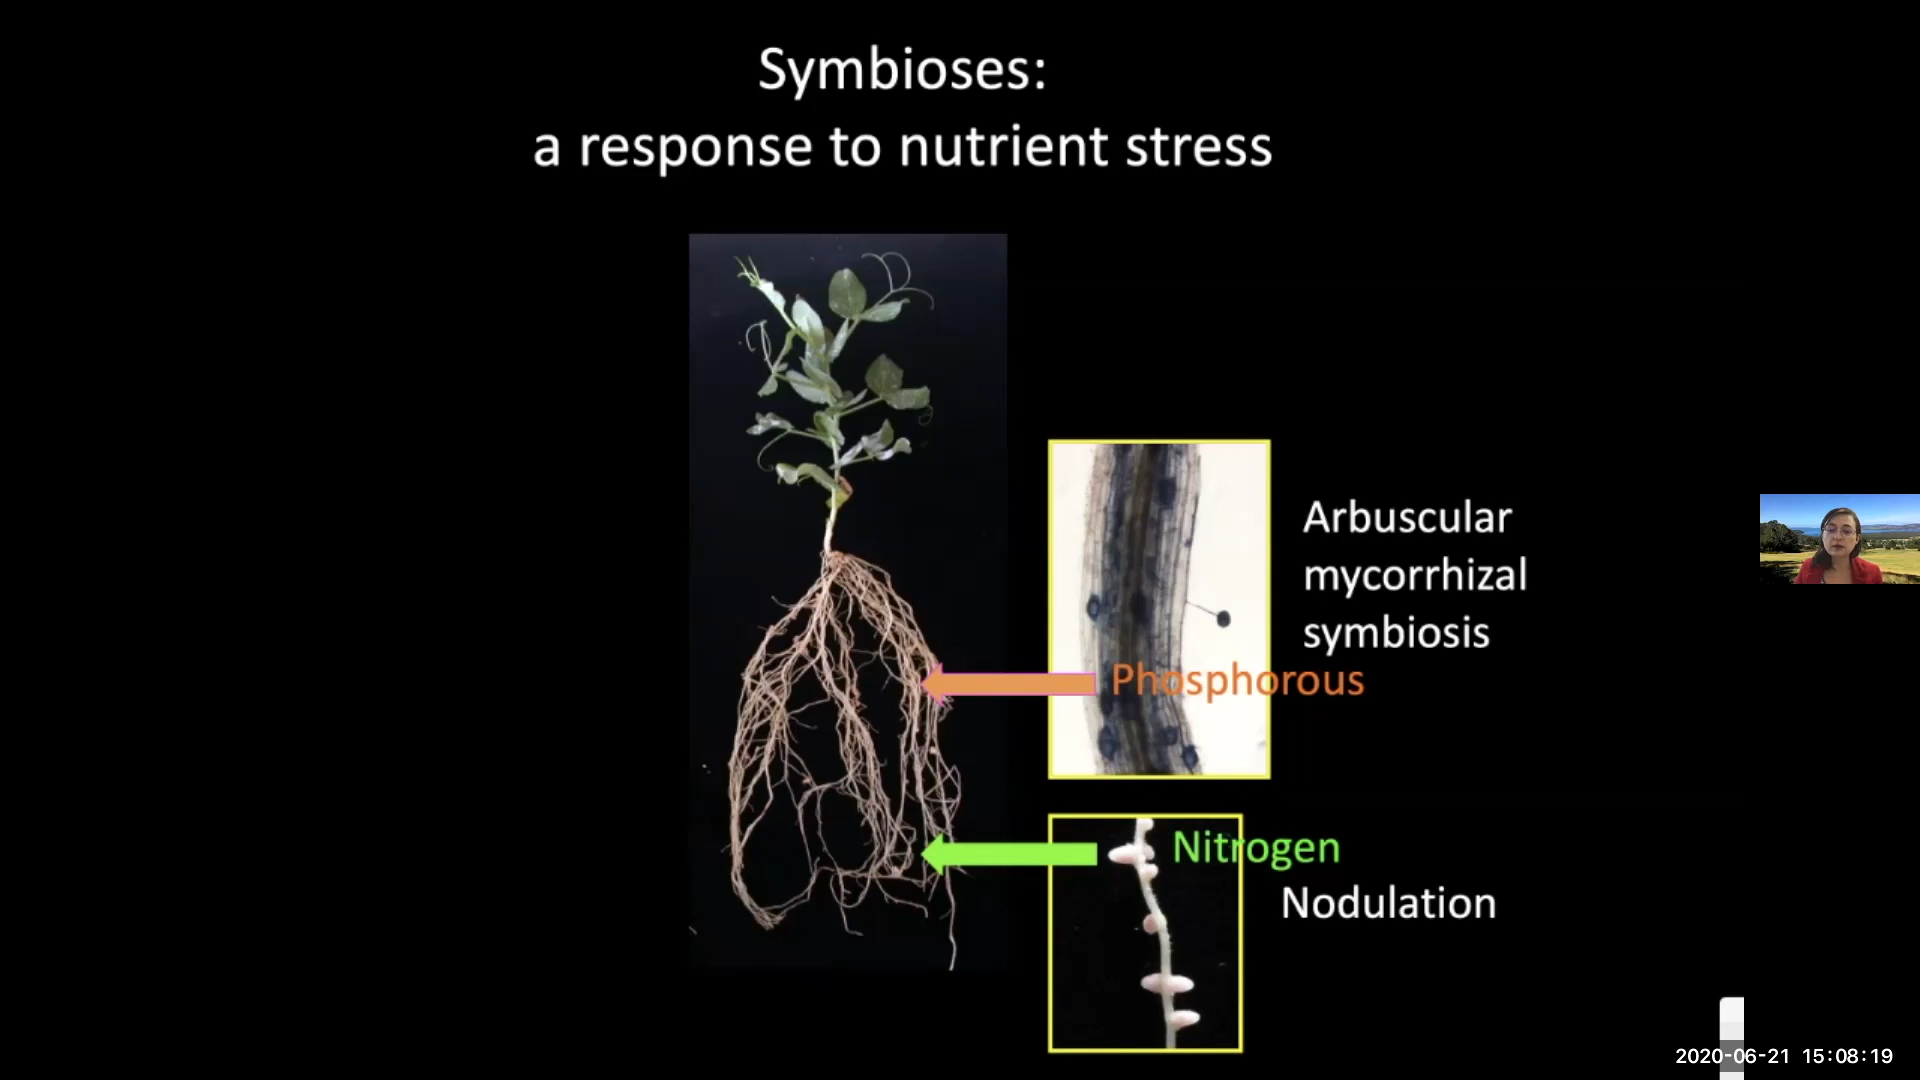 Symbioses:
a response to nutrient stress
Arbuscular
mycorrhizal
symbiosis
Phosphorous
Nitrogen
Nodulation
2020-06-21 15:08:19